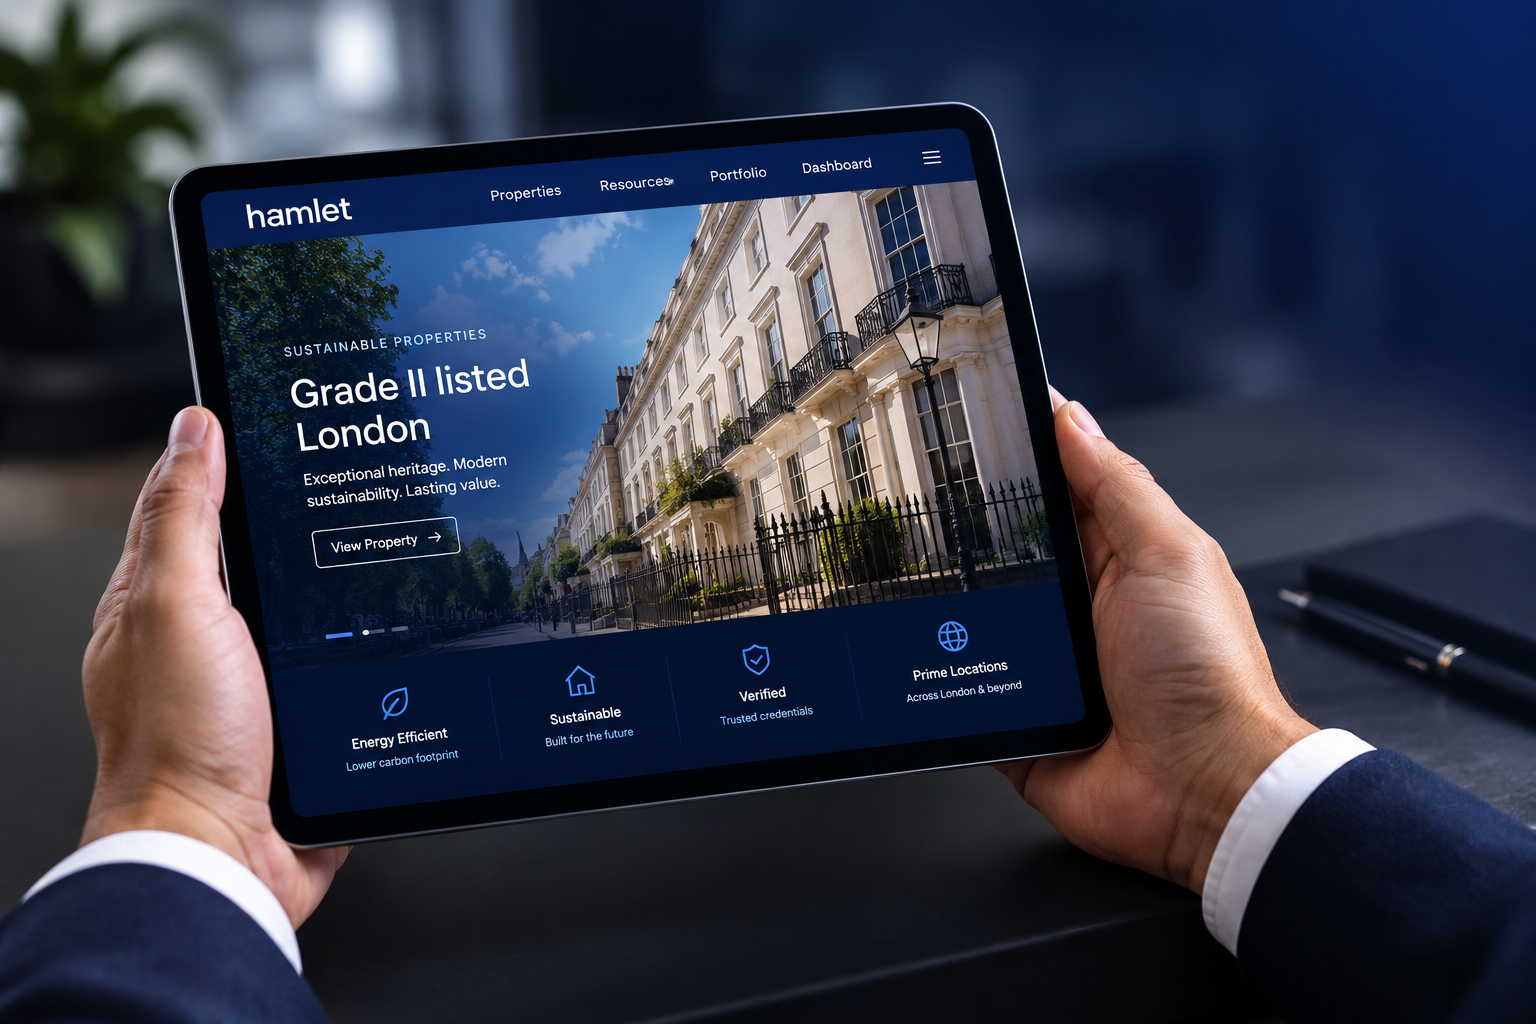 hamlet
Properties
Resources
Portfolio
Dashboard
SUSTAINABLE PROPERTIES
Grade II listed
London
Exceptional heritage. Modern
sustainability. Lasting value.
View Property →
Energy Efficient
Lower carbon footprint
Sustainable
Built for the future
Verified
Trusted credentials
Prime Locations
Across London & beyond